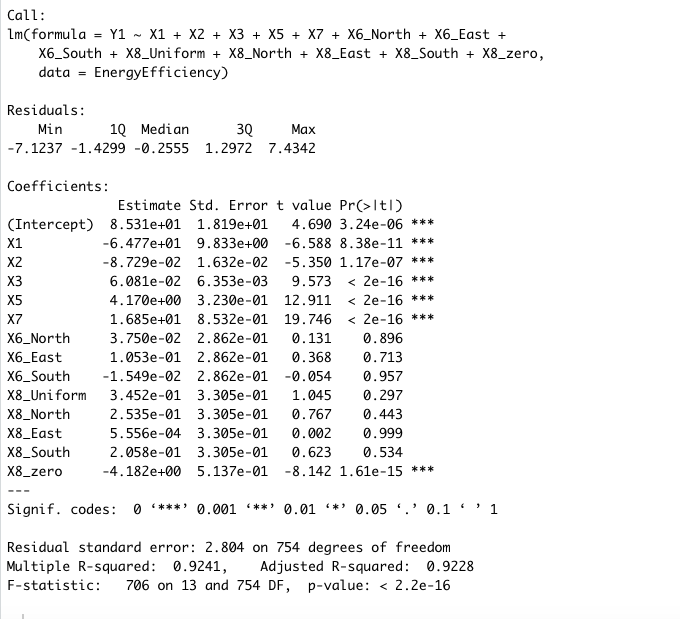 Call:
lm(formula = Y1 ~ X1 + X2 + X3 + X5 + X7 + X6_North + X6_East +
    X6_South + X8_Uniform + X8_North + X8_East + X8_South + X8_zero,
    data = EnergyEfficiency)

Residuals:
    Min      1Q  Median      3Q     Max
-7.1237 -1.4299 -0.2555  1.2972  7.4342

Coefficients:
              Estimate Std. Error t value Pr(>|t|)
(Intercept)  8.531e+01  1.819e+01   4.690 3.24e-06 ***
X1          -6.477e+01  9.833e+00  -6.588 8.38e-11 ***
X2          -8.729e-02  1.632e-02  -5.350 1.17e-07 ***
X3           6.081e-02  6.353e-03   9.573  < 2e-16 ***
X5           4.170e+00  3.230e-01  12.911  < 2e-16 ***
X7           1.685e+01  8.532e-01  19.746  < 2e-16 ***
X6_North     3.750e-02  2.862e-01   0.131    0.896
X6_East      1.053e-01  2.862e-01   0.368    0.713
X6_South    -1.549e-02  2.862e-01  -0.054    0.957
X8_Uniform   3.452e-01  3.305e-01   1.045    0.297
X8_North     2.535e-01  3.305e-01   0.767    0.443
X8_East      5.556e-04  3.305e-01   0.002    0.999
X8_South     2.058e-01  3.305e-01   0.623    0.534
X8_zero     -4.182e+00  5.137e-01  -8.142 1.61e-15 ***
---
Signif. codes:  0 ‘***’ 0.001 ‘**’ 0.01 ‘*’ 0.05 ‘.’ 0.1 ‘ ’ 1

Residual standard error: 2.804 on 754 degrees of freedom
Multiple R-squared:  0.9241,    Adjusted R-squared:  0.9228
F-statistic:   706 on 13 and 754 DF,  p-value: < 2.2e-16